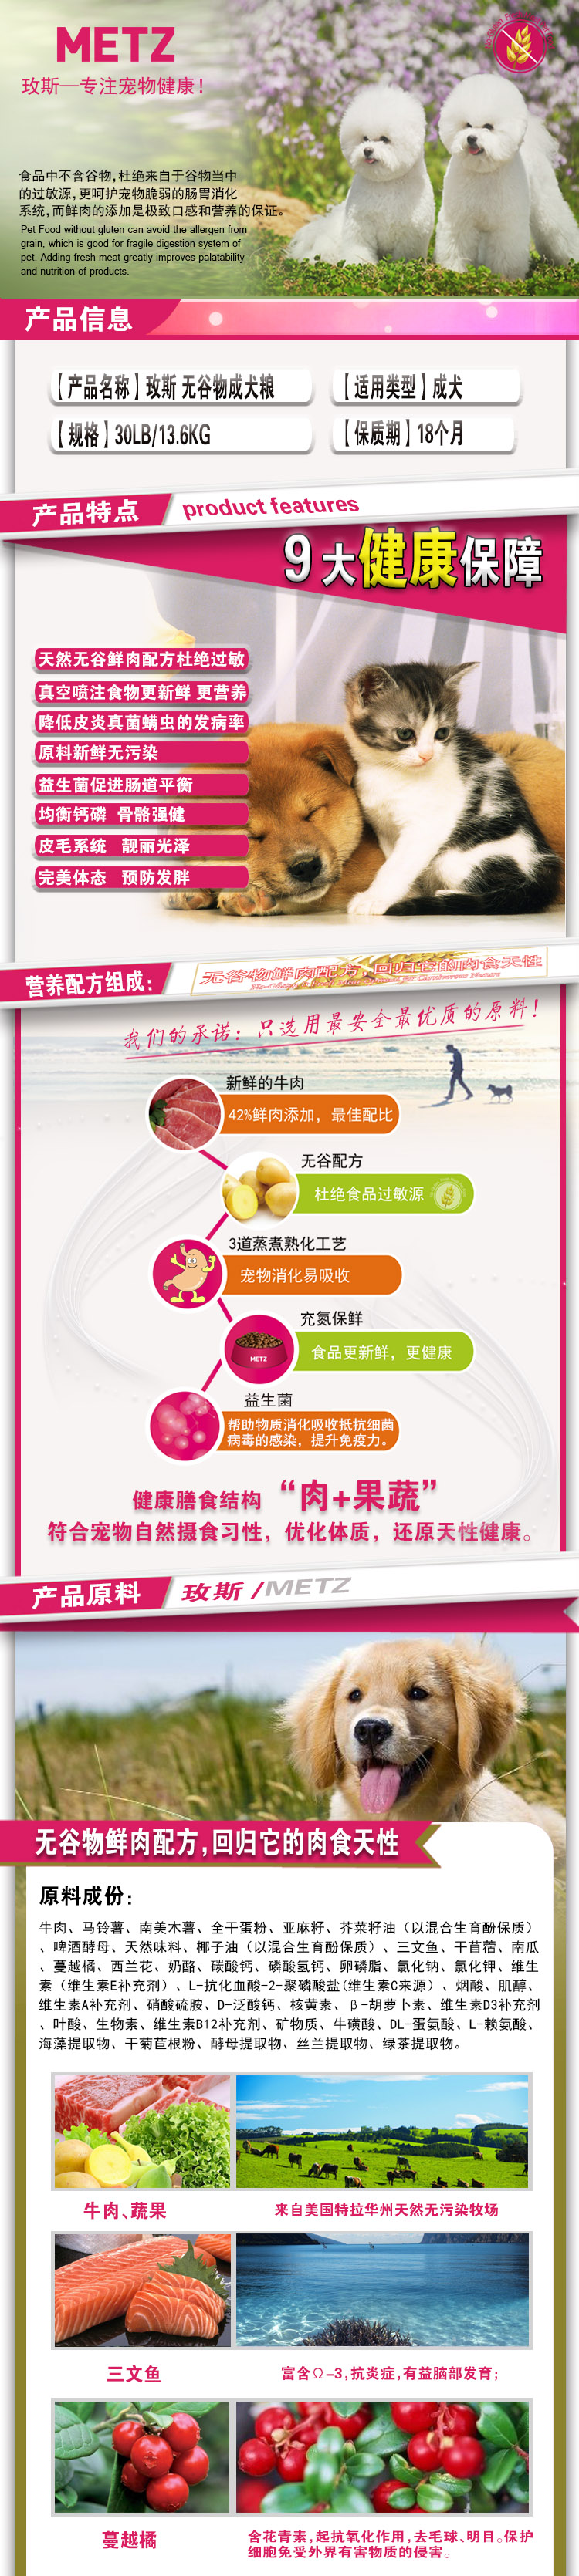 METZ
玫斯—专注宠物健康！
食品中不含谷物,杜绝来自于谷物当中
的过敏源,更呵护宠物脆弱的肠胃消化
系统,而鲜肉的添加是极致口感和营养的保证。
Pet Food without gluten can avoid the allergen from
grain, which is good for fragile digestion system of
pet. Adding fresh meat greatly improves palatability
and nutrition of products.
产品信息
【产品名称】玫斯 无谷物成犬粮
【适用类型】成犬
【规格】30LB/13.6KG
【保质期】18个月
产品特点
product features
9大健康保障
天然无谷鲜肉配方杜绝过敏
真空喷注食物更新鲜 更营养
降低皮炎真菌螨虫的发病率
原料新鲜无污染
益生菌促进肠道平衡
均衡钙磷 骨骼强健
皮毛系统 靓丽光泽
完美体态 预防发胖
营养配方组成：
无谷物鲜肉配方，回归它的肉食天性
我们的承诺：只选用最安全最优质的原料！
新鲜的牛肉
42%鲜肉添加，最佳配比
无谷配方
杜绝食品过敏源
3道蒸煮熟化工艺
宠物消化易吸收
充氮保鲜
METZ
食品更新鲜，更健康
益生菌
帮助物质消化吸收抵抗细菌
病毒的感染，提升免疫力。
健康膳食结构 “肉+果蔬”
符合宠物自然摄食习性，优化体质，还原天性健康。
产品原料
玫斯 /METZ
无谷物鲜肉配方,回归它的肉食天性
原料成份：
牛肉、马铃薯、南美木薯、全干蛋粉、亚麻籽、芥菜籽油（以混合生育酚保质）
、啤酒酵母、天然味料、椰子油（以混合生育酚保质）、三文鱼、干苜蓿、南瓜
、蔓越橘、西兰花、奶酪、碳酸钙、磷酸氢钙、卵磷脂、氯化钠、氯化钾、维生
素（维生素E补充剂）、L-抗化血酸-2-聚磷酸盐(维生素C来源）、烟酸、肌醇、
维生素A补充剂、硝酸硫胺、D-泛酸钙、核黄素、β-胡萝卜素、维生素D3补充剂
、叶酸、生物素、维生素B12补充剂、矿物质、牛磺酸、DL-蛋氨酸、L-赖氨酸、
海藻提取物、干菊苣根粉、酵母提取物、丝兰提取物、绿茶提取物。
牛肉、蔬果
来自美国特拉华州天然无污染牧场
三文鱼
富含Ω-3,抗炎症,有益脑部发育;
蔓越橘
含花青素,起抗氧化作用,去毛球、明目。保护
细胞免受外界有害物质的侵害。